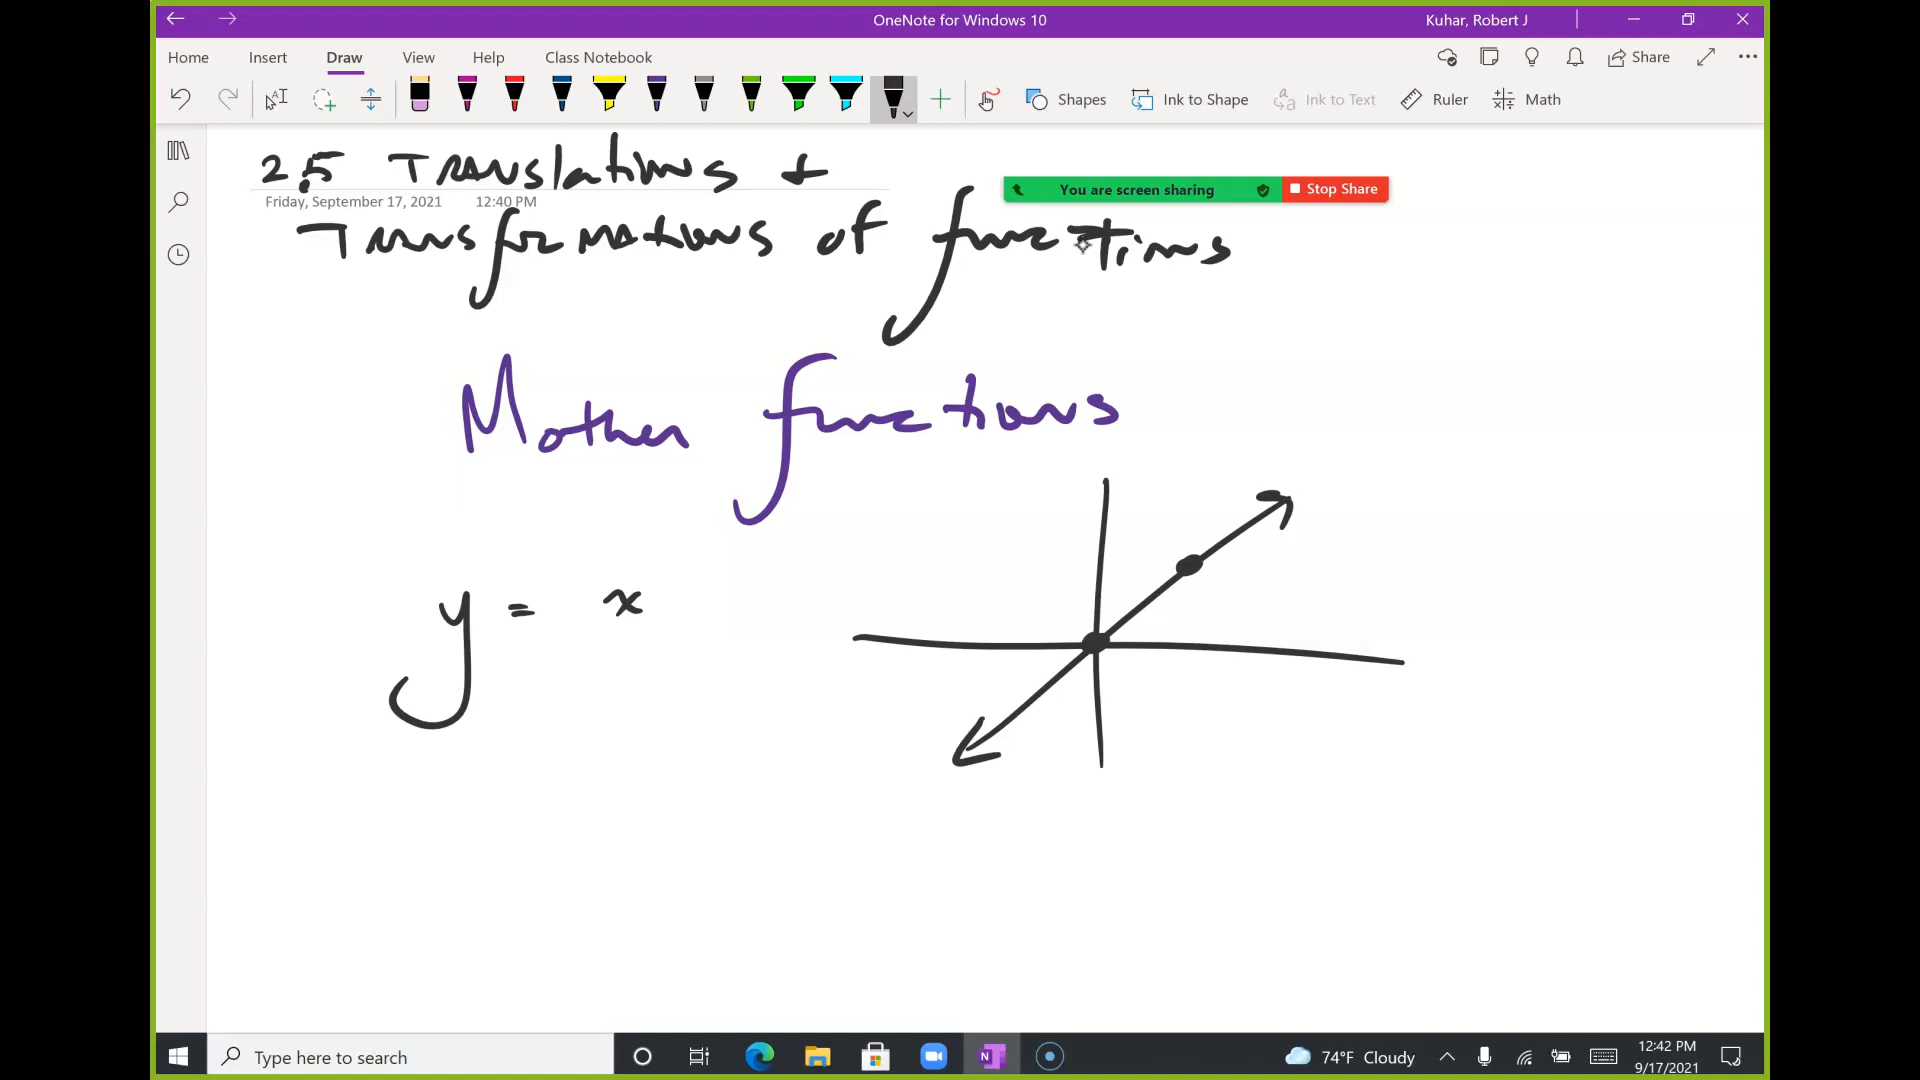 OneNote for Windows 10
Kuhar, Robert J
Home Insert Draw View Help Class Notebook
Share
Shapes Ink to Shape Ink to Text Ruler Math
2.5 Translations +
You are screen sharing Stop Share
Friday, September 17, 2021 12:40 PM
Transformations of functions
Mother functions
y = x
Type here to search
74°F Cloudy
12:42 PM
9/17/2021